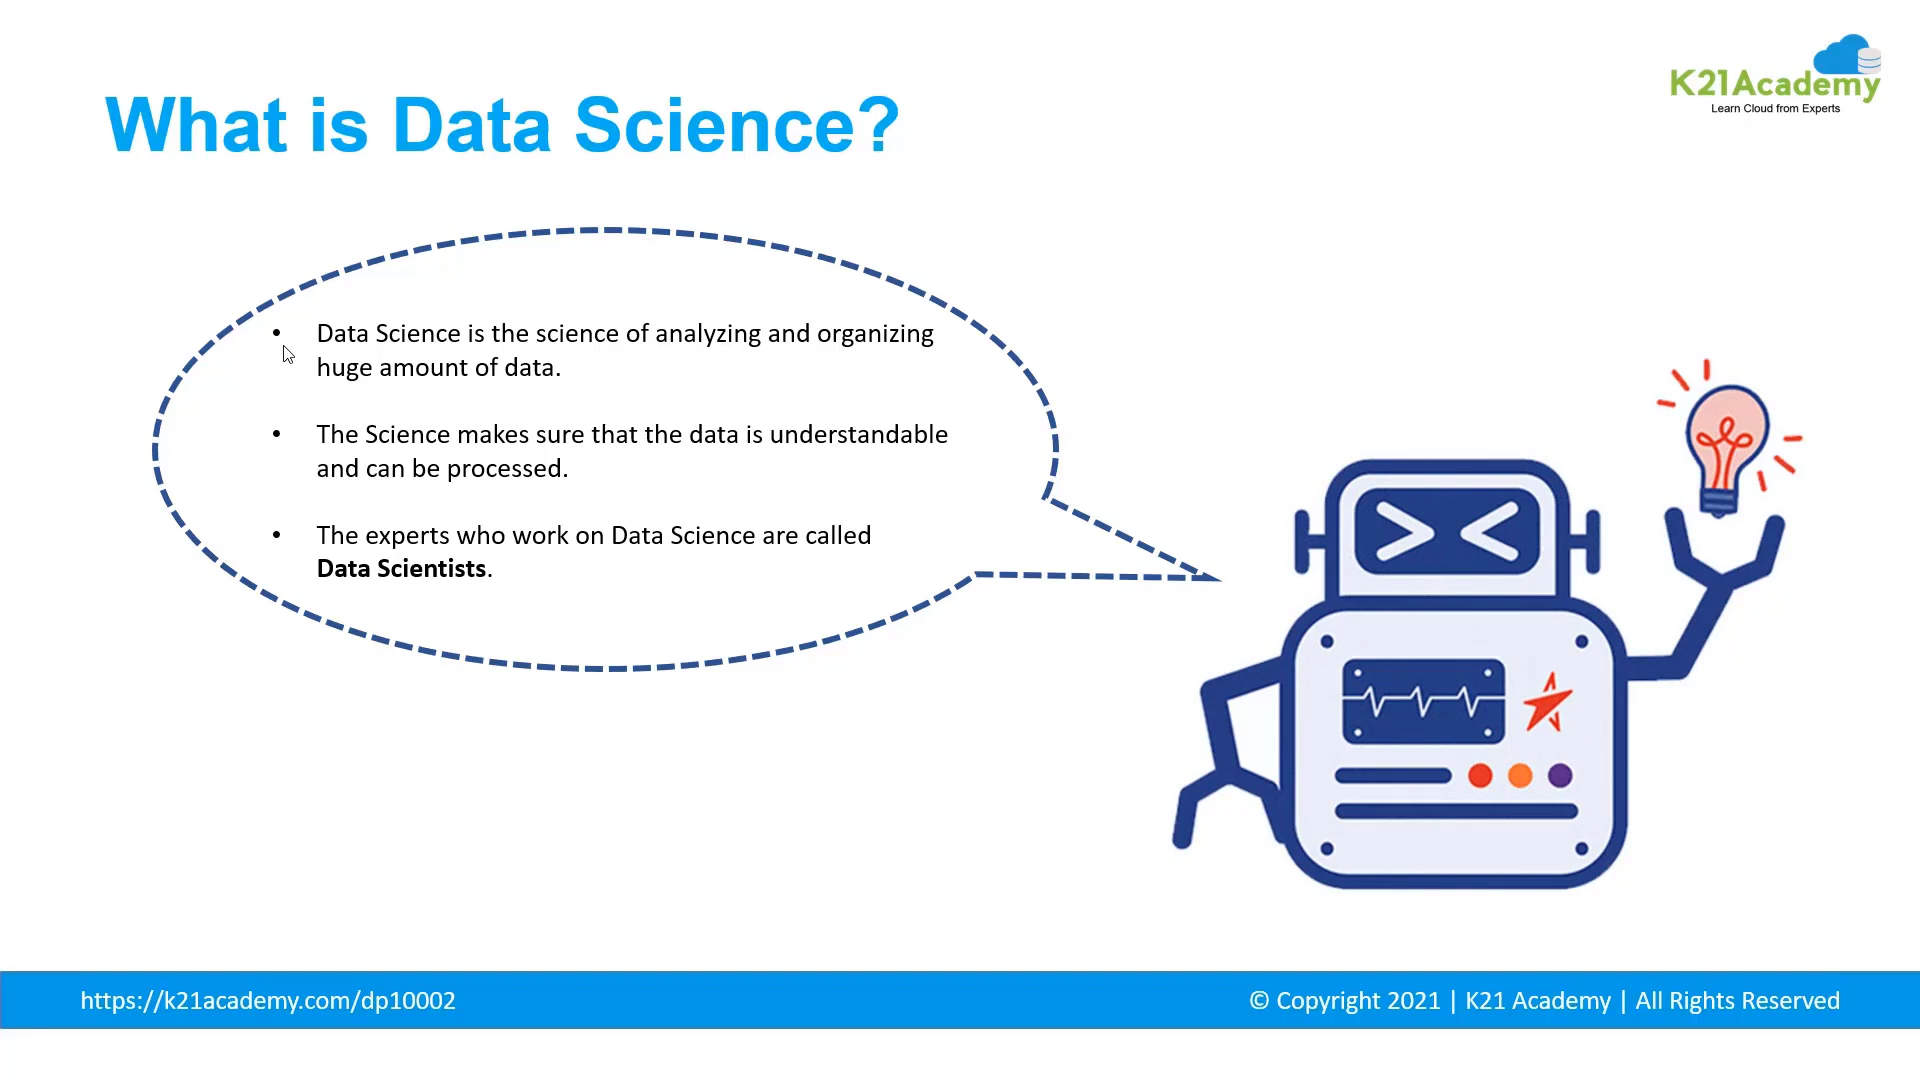 K21Academy
Learn Cloud from Experts
What is Data Science?
• Data Science is the science of analyzing and organizing
huge amount of data.
• The Science makes sure that the data is understandable
and can be processed.
• The experts who work on Data Science are called
Data Scientists.
https://k21academy.com/dp10002
© Copyright 2021 | K21 Academy | All Rights Reserved